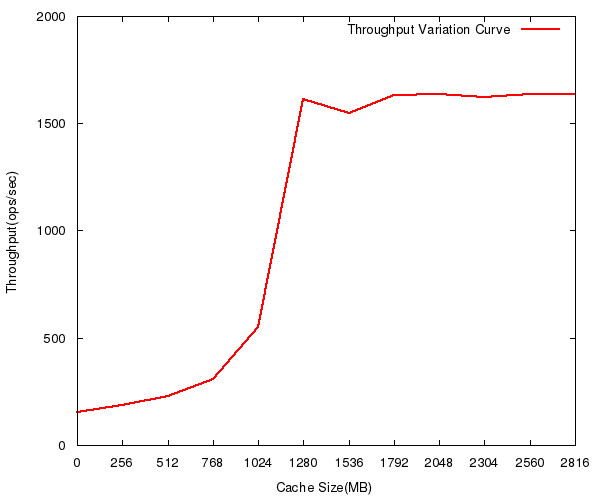 2000
Throughput Variation Curve
1500
Throughput(ops/sec)
1000
500
0
0 256 512 768 1024 1280 1536 1792 2048 2304 2560 2816
Cache Size(MB)